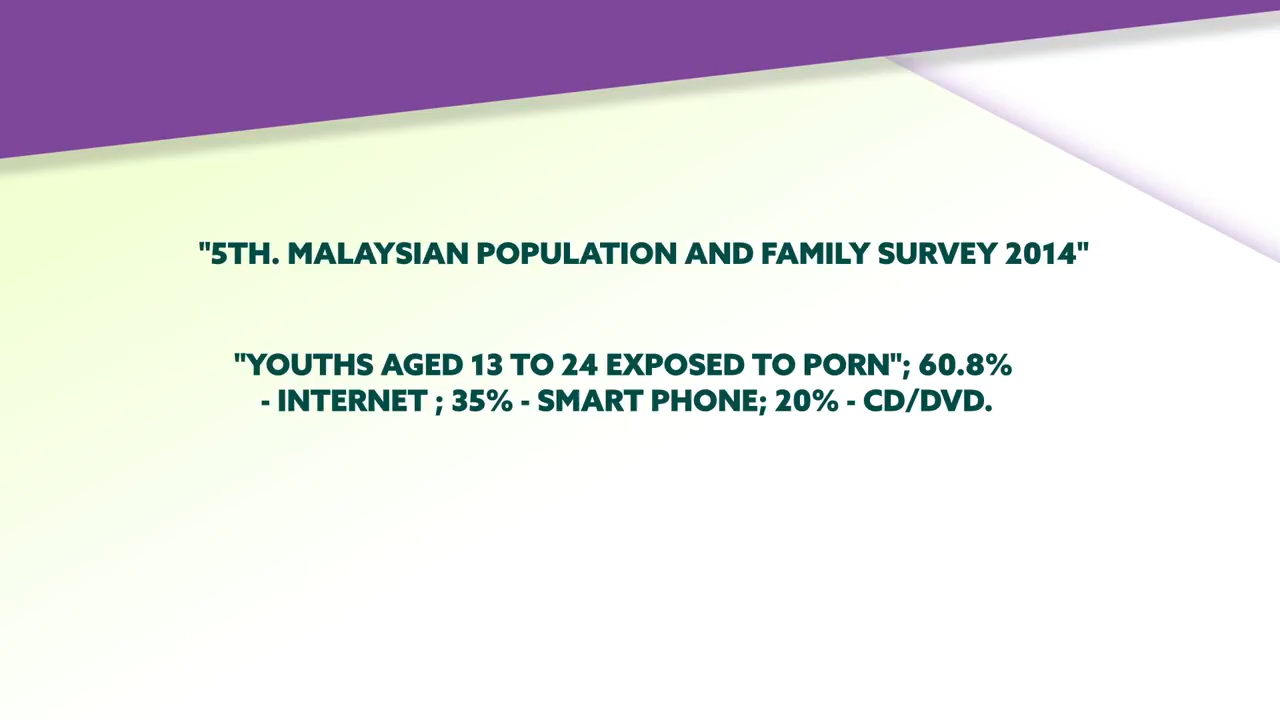 "5TH. MALAYSIAN POPULATION AND FAMILY SURVEY 2014"
"YOUTHS AGED 13 TO 24 EXPOSED TO PORN"; 60.8%
- INTERNET ; 35% - SMART PHONE; 20% - CD/DVD.